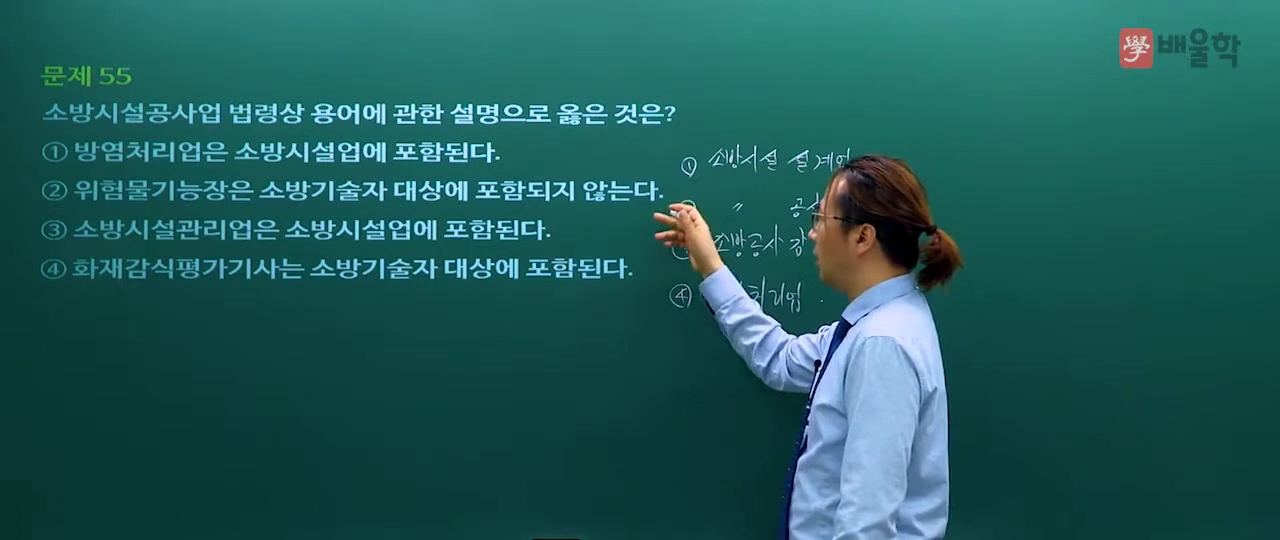 學 배울학
문제 55
소방시설공사업 법령상 용어에 관한 설명으로 옳은 것은?
① 방염처리업은 소방시설업에 포함된다.
② 위험물기능장은 소방기술자 대상에 포함되지 않는다.
③ 소방시설관리업은 소방시설업에 포함된다.
④ 화재감식평가기사는 소방기술자 대상에 포함된다.
① 소방시설 설계업
〃 공사
소방공사 감
④ 처리업